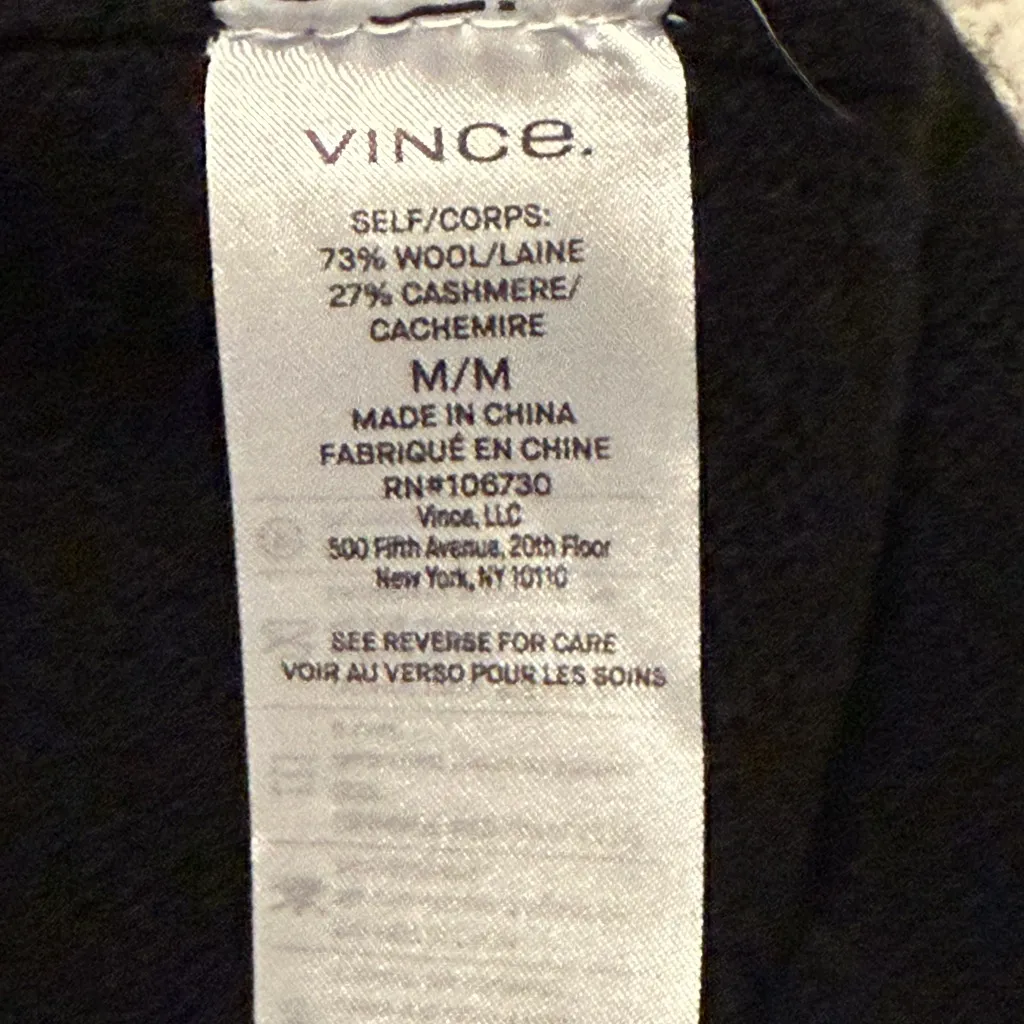 VINCE.
SELF/CORPS:
73% WOOL/LAINE
27% CASHMERE/
CACHEMIRE
M/M
MADE IN CHINA
FABRIQUÉ EN CHINE
RN#106730
Vince, LLC
500 Fifth Avenue, 20th Floor
New York, NY 10110
SEE REVERSE FOR CARE
VOIR AU VERSO POUR LES SOINS